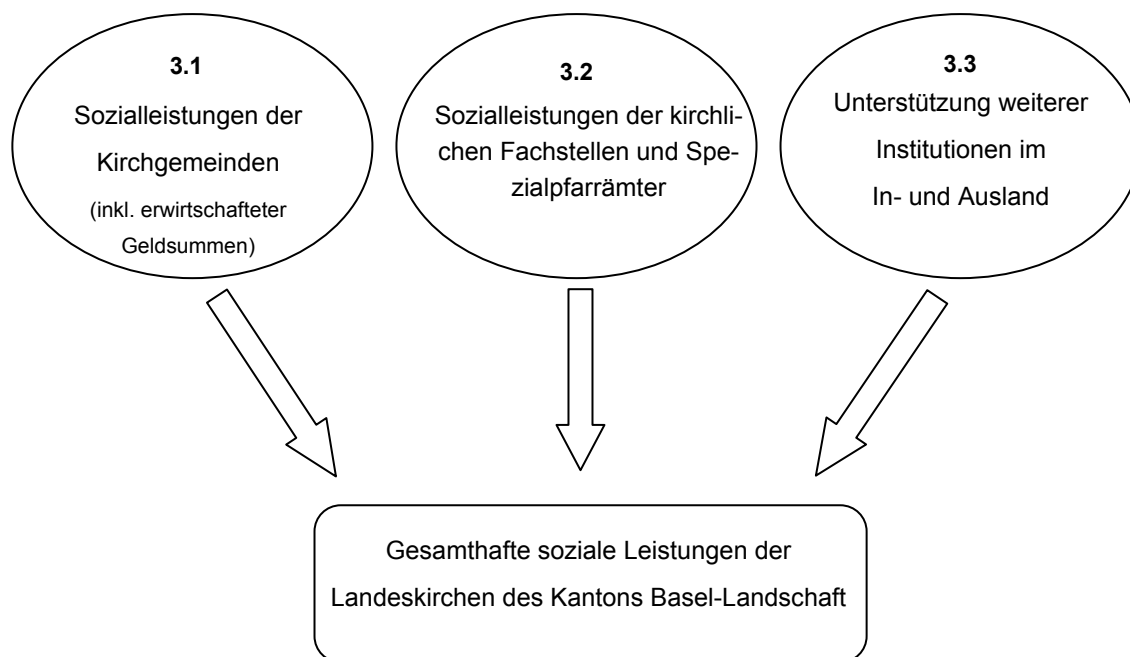 3.1
Sozialleistungen der
Kirchgemeinden
(inkl. erwirtschafteter
Geldsummen)
3.2
Sozialleistungen der kirchli-
chen Fachstellen und Spe-
zialpfarrämter
3.3
Unterstützung weiterer
Institutionen im
In- und Ausland
Gesamthafte soziale Leistungen der
Landeskirchen des Kantons Basel-Landschaft